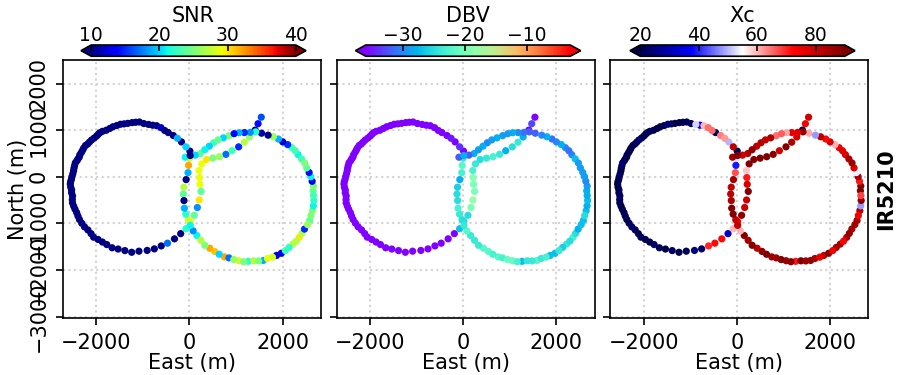 SNR
10 20 30 40
DBV
−30 −20 −10
Xc
20 40 60 80
North (m)
2000
1000
0
−1000
−2000
−3000
−2000 0 2000
East (m)
−2000 0 2000
East (m)
−2000 0 2000
East (m)
IR5210